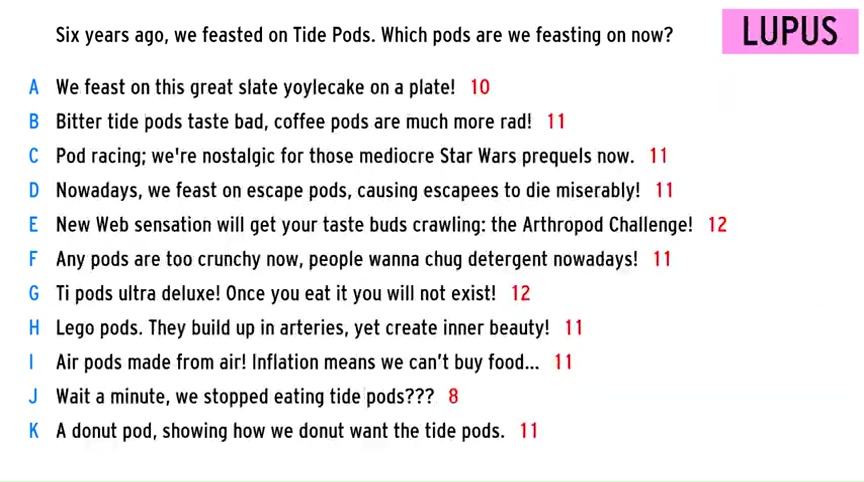 Six years ago, we feasted on Tide Pods. Which pods are we feasting on now?
LUPUS
A We feast on this great slate yoylecake on a plate! 10
B Bitter tide pods taste bad, coffee pods are much more rad! 11
C Pod racing; we're nostalgic for those mediocre Star Wars prequels now. 11
D Nowadays, we feast on escape pods, causing escapees to die miserably! 11
E New Web sensation will get your taste buds crawling: the Arthropod Challenge! 12
F Any pods are too crunchy now, people wanna chug detergent nowadays! 11
G Ti pods ultra deluxe! Once you eat it you will not exist! 12
H Lego pods. They build up in arteries, yet create inner beauty! 11
I Air pods made from air! Inflation means we can't buy food... 11
J Wait a minute, we stopped eating tide pods??? 8
K A donut pod, showing how we donut want the tide pods. 11